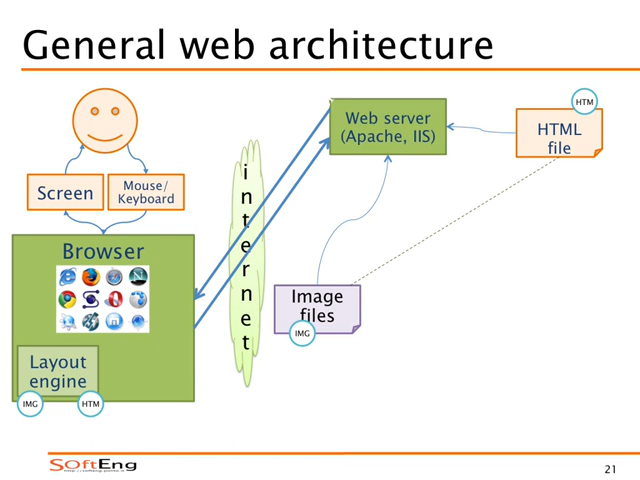 General web architecture
Web server
(Apache, IIS)
HTM
HTML
file
Screen
Mouse/
Keyboard
internet
Browser
Image
files
IMG
Layout
engine
IMG
HTM
SOftEng
21